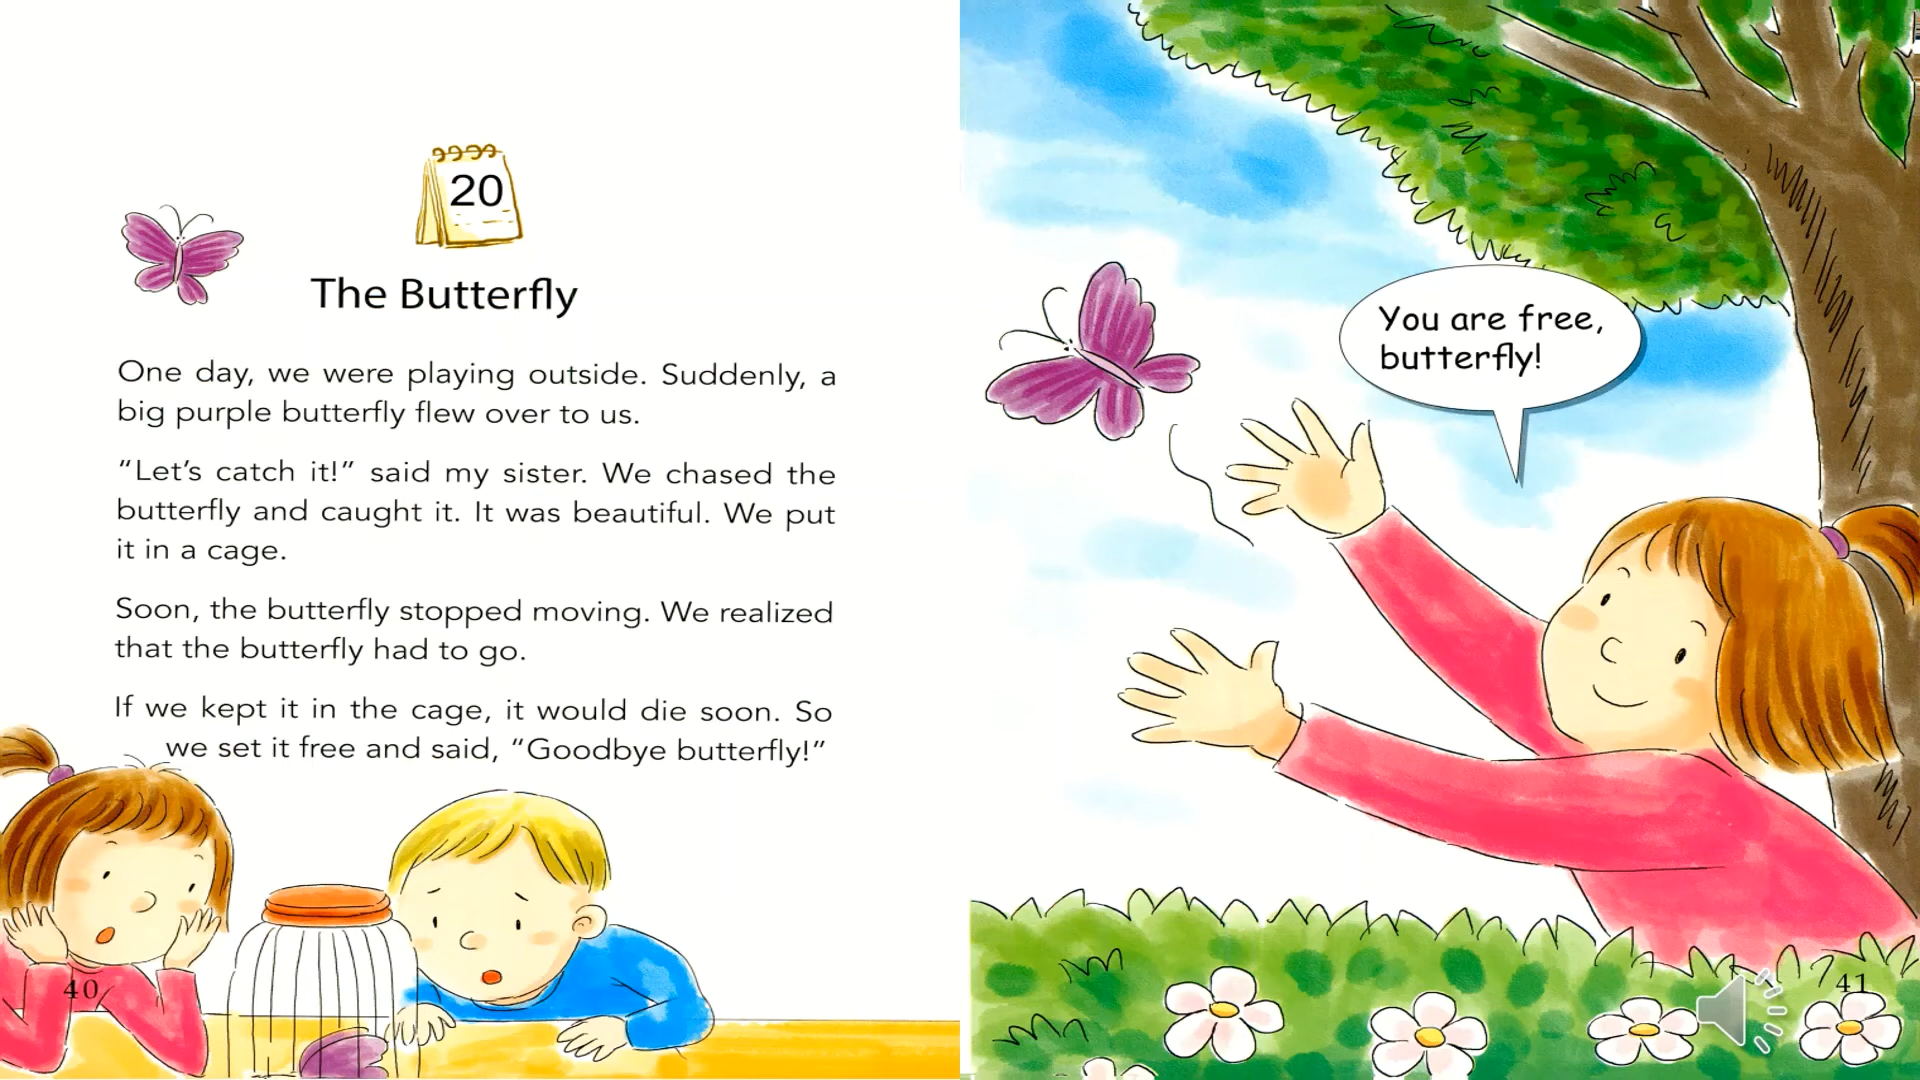 20
The Butterfly
One day, we were playing outside. Suddenly, a
big purple butterfly flew over to us.
“Let’s catch it!” said my sister. We chased the
butterfly and caught it. It was beautiful. We put
it in a cage.
Soon, the butterfly stopped moving. We realized
that the butterfly had to go.
If we kept it in the cage, it would die soon. So
we set it free and said, “Goodbye butterfly!”
40
You are free,
butterfly!
41